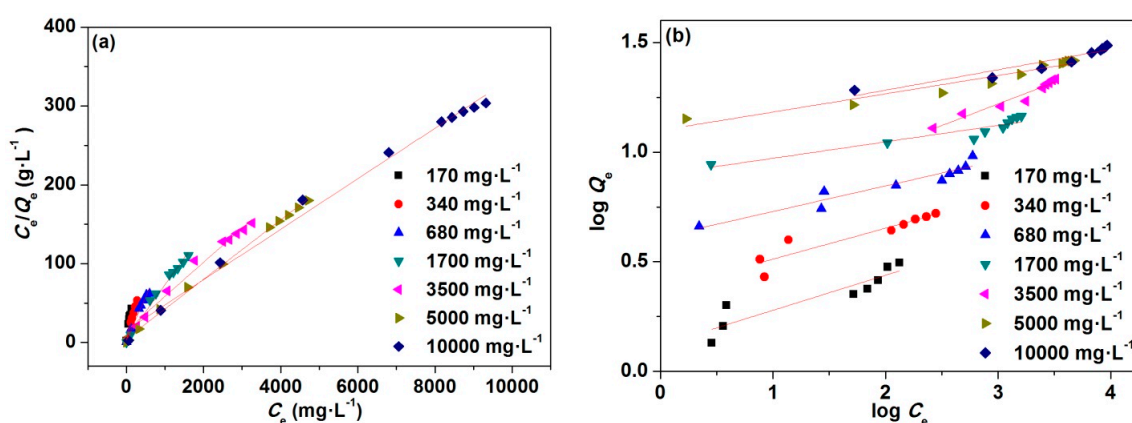 (a)
400
300
200
100
0
Cₑ/Qₑ (g·L⁻¹)
170 mg·L⁻¹
340 mg·L⁻¹
680 mg·L⁻¹
1700 mg·L⁻¹
3500 mg·L⁻¹
5000 mg·L⁻¹
10000 mg·L⁻¹
0 2000 4000 6000 8000 10000
Cₑ (mg·L⁻¹)
(b)
1.5
1.0
0.5
0.0
log Qₑ
170 mg·L⁻¹
340 mg·L⁻¹
680 mg·L⁻¹
1700 mg·L⁻¹
3500 mg·L⁻¹
5000 mg·L⁻¹
10000 mg·L⁻¹
0 1 2 3 4
log Cₑ